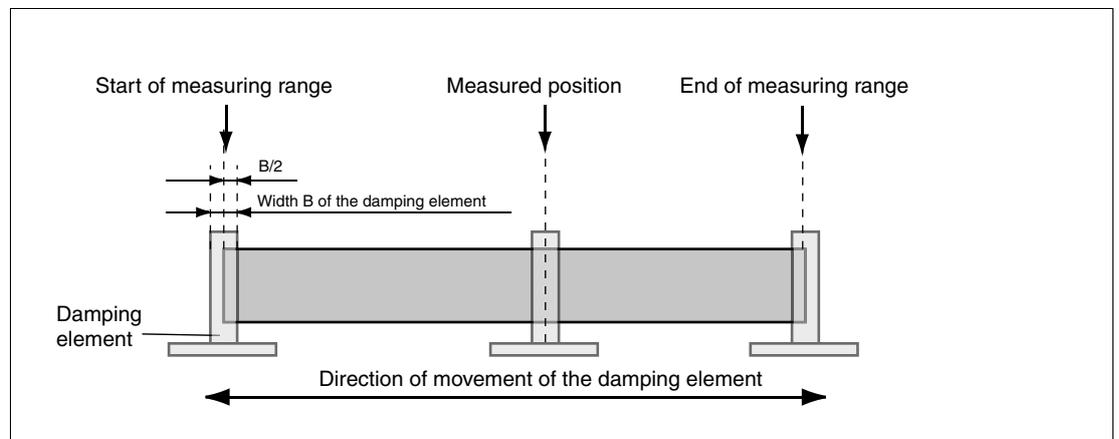 Start of measuring range
Measured position
End of measuring range
B/2
Width B of the damping element
Damping
element
Direction of movement of the damping element